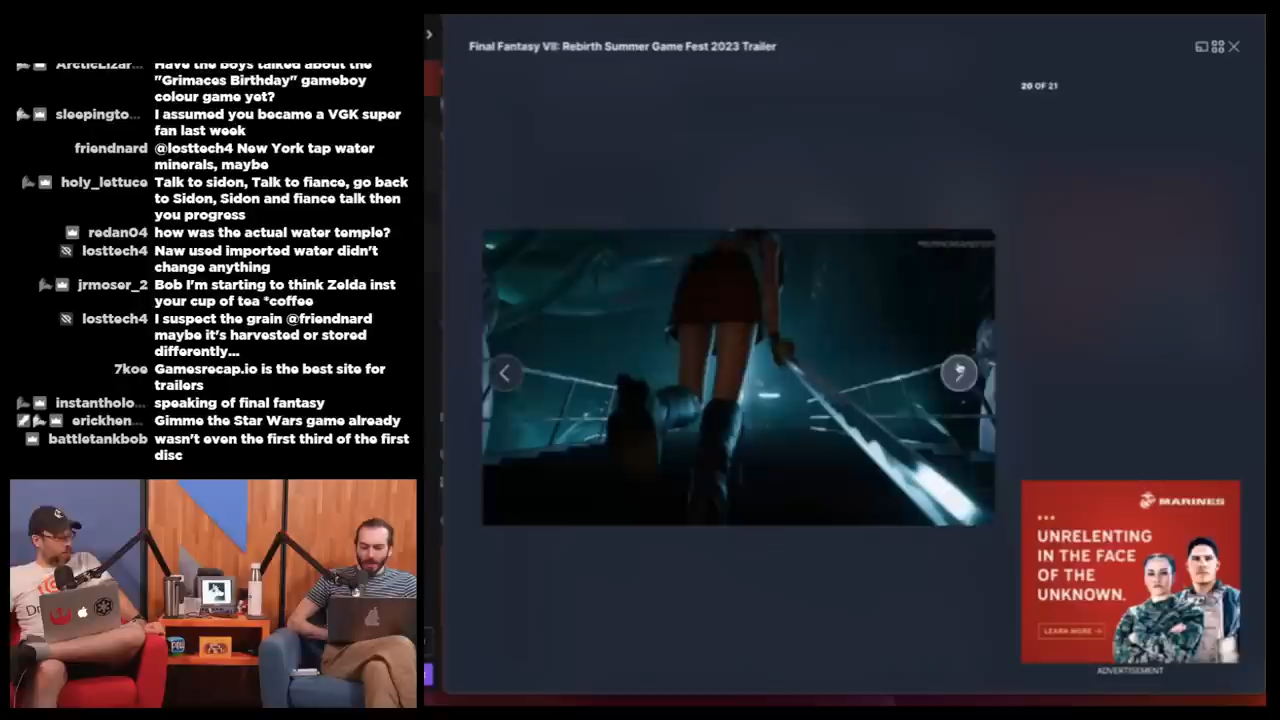 ArcticLizar... Have the boys talked about the
"Grimaces Birthday" gameboy
colour game yet?
sleepingto... I assumed you became a VGK super
fan last week
friendnard @losttech4 New York tap water
minerals, maybe
holy_lettuce Talk to sidon, Talk to fiance, go back
to Sidon, Sidon and fiance talk then
you progress
redan04 how was the actual water temple?
losttech4 Naw used imported water didn't
change anything
jrmoser_2 Bob I'm starting to think Zelda inst
your cup of tea *coffee
losttech4 I suspect the grain @friendnard
maybe it's harvested or stored
differently...
7koe Gamesrecap.io is the best site for
trailers
instantholo... speaking of final fantasy
erickhen... Gimme the Star Wars game already
battletankbob wasn't even the first third of the first
disc
Final Fantasy VII: Rebirth Summer Game Fest 2023 Trailer
20 OF 21
MARINES
UNRELENTING
IN THE FACE
OF THE
UNKNOWN.
LEARN MORE →
ADVERTISEMENT